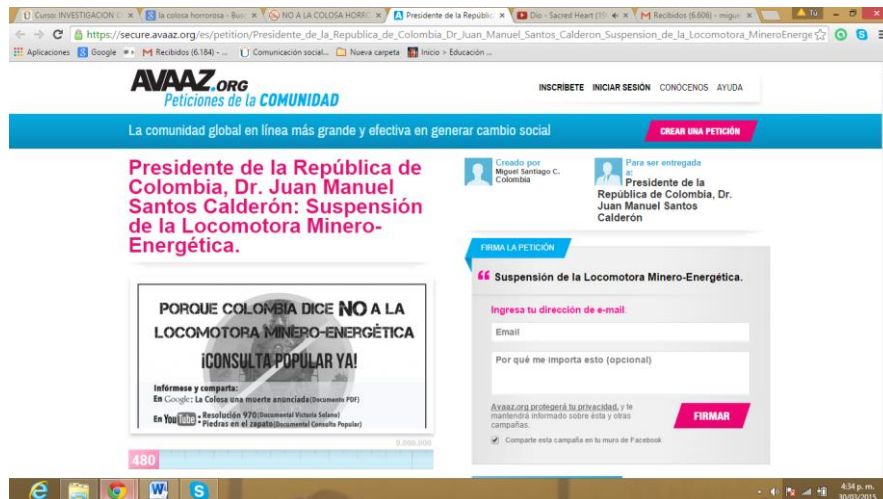 Curso: INVESTIGACION C
la colosa horrorosa - Bus
NO A LA COLOSA HORRO
Presidente de la Repúblic
Dio - Sacred Heart (19
Recibidos (6.606) - migu
Tú
https://secure.avaaz.org/es/petition/Presidente_de_la_Republica_de_Colombia_Dr_Juan_Manuel_Santos_Calderon_Suspension_de_la_Locomotora_MineroEnerge
Aplicaciones
Google
Recibidos (6.184) - ...
Comunicación social...
Nueva carpeta
Inicio > Educación ...
AVAAZ.ORG
Peticiones de la COMUNIDAD
INSCRÍBETE INICIAR SESIÓN CONÓCENOS AYUDA
La comunidad global en línea más grande y efectiva en generar cambio social
CREAR UNA PETICIÓN
Presidente de la República de
Colombia, Dr. Juan Manuel
Santos Calderón: Suspensión
de la Locomotora Minero-
Energética.
Creado por
Miguel Santiago C.
Colombia
Para ser entregada
a:
Presidente de la
República de Colombia, Dr.
Juan Manuel Santos
Calderón
PORQUE COLOMBIA DICE NO A LA
LOCOMOTORA MINERO-ENERGÉTICA
¡CONSULTA POPULAR YA!
Infórmese y comparta:
En Google: La Colosa una muerte anunciada(Documento PDF)
En YouTube • Resolución 970(Documental Victoria Solano)
• Piedras en el zapato(Documental Consulta Popular)
480
FIRMA LA PETICIÓN
“ Suspensión de la Locomotora Minero-Energética.
Ingresa tu dirección de e-mail:
Email
Por qué me importa esto (opcional)
Avaaz.org protegerá tu privacidad, y te
mantendrá informado sobre ésta y otras
campañas.
FIRMAR
Comparte esta campaña en tu muro de Facebook
4:34 p. m.
30/03/2015